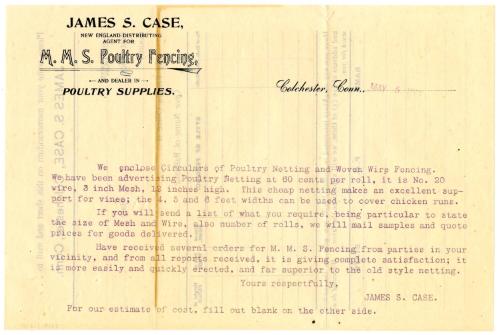 JAMES S. CASE,
NEW ENGLAND DISTRIBUTING
AGENT FOR
M. M. S. Poultry Fencing,
AND DEALER IN
POULTRY SUPPLIES.
Colchester, Conn., MAY 5
We enclose Circulars of Poultry Netting and Woven Wire Fencing.
We have been advertising Poultry Netting at 60 cents per roll, it is No. 20
wire, 3 inch Mesh, 12 inches high. This cheap netting makes an excellent sup-
port for vines; the 4, 5 and 6 feet widths can be used to cover chicken runs.
If you will send a list of what you require, being particular to state
the size of Mesh and Wire, also number of rolls, we will mail samples and quote
prices for goods delivered.
Have received several orders for M. M. S. Fencing from parties in your
vicinity, and from all reports received, it is giving complete satisfaction; it
is more easily and quickly erected, and far superior to the old style netting.
Yours respectfully,
JAMES S. CASE.
For our estimate of cost, fill out blank on the other side.